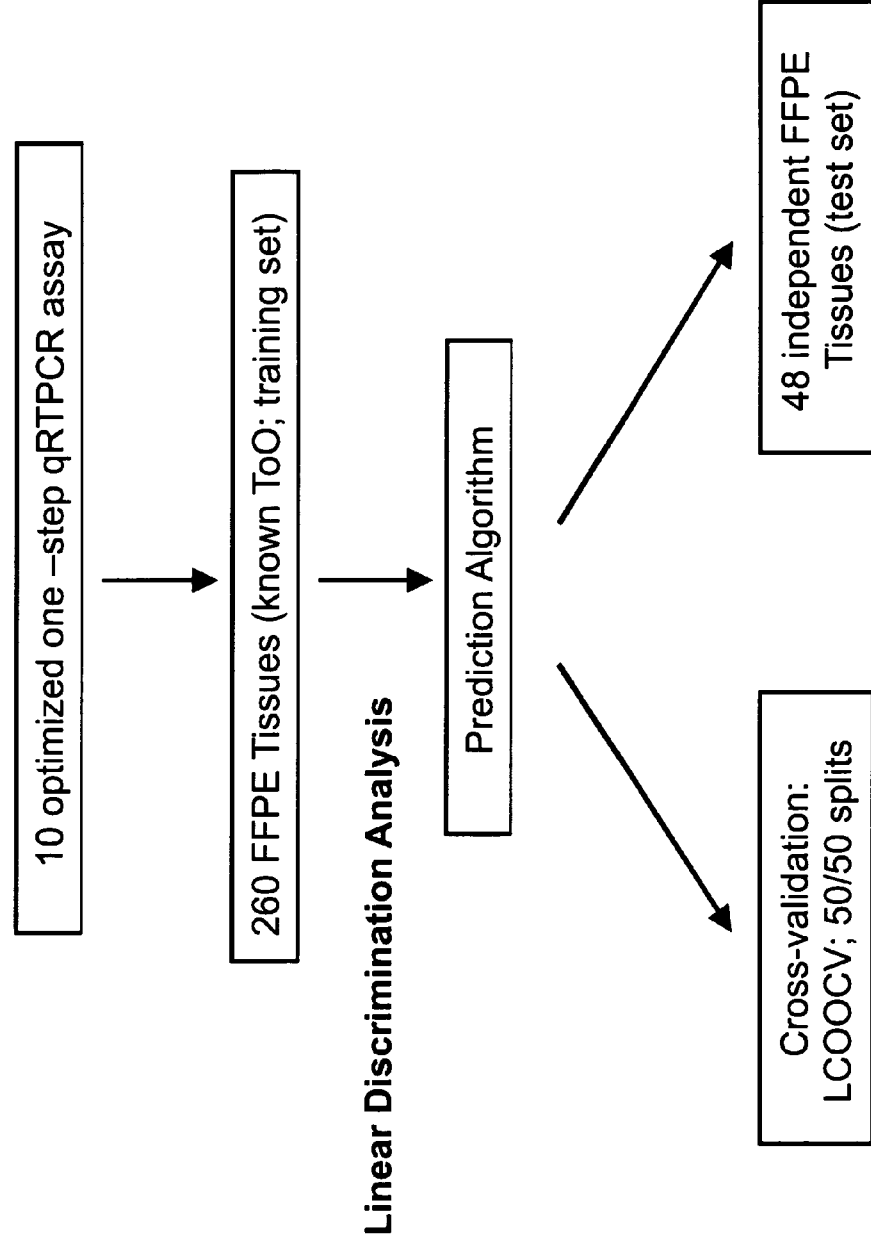 10 optimized one –step qRTPCR assay
260 FFPE Tissues (known ToO; training set)
Linear Discrimination Analysis
Prediction Algorithm
Cross-validation:
LCOOCV; 50/50 splits
48 independent FFPE
Tissues (test set)